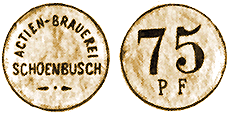 ACTIEN-BRAUEREI
SCHOENBUSCH
75
PF